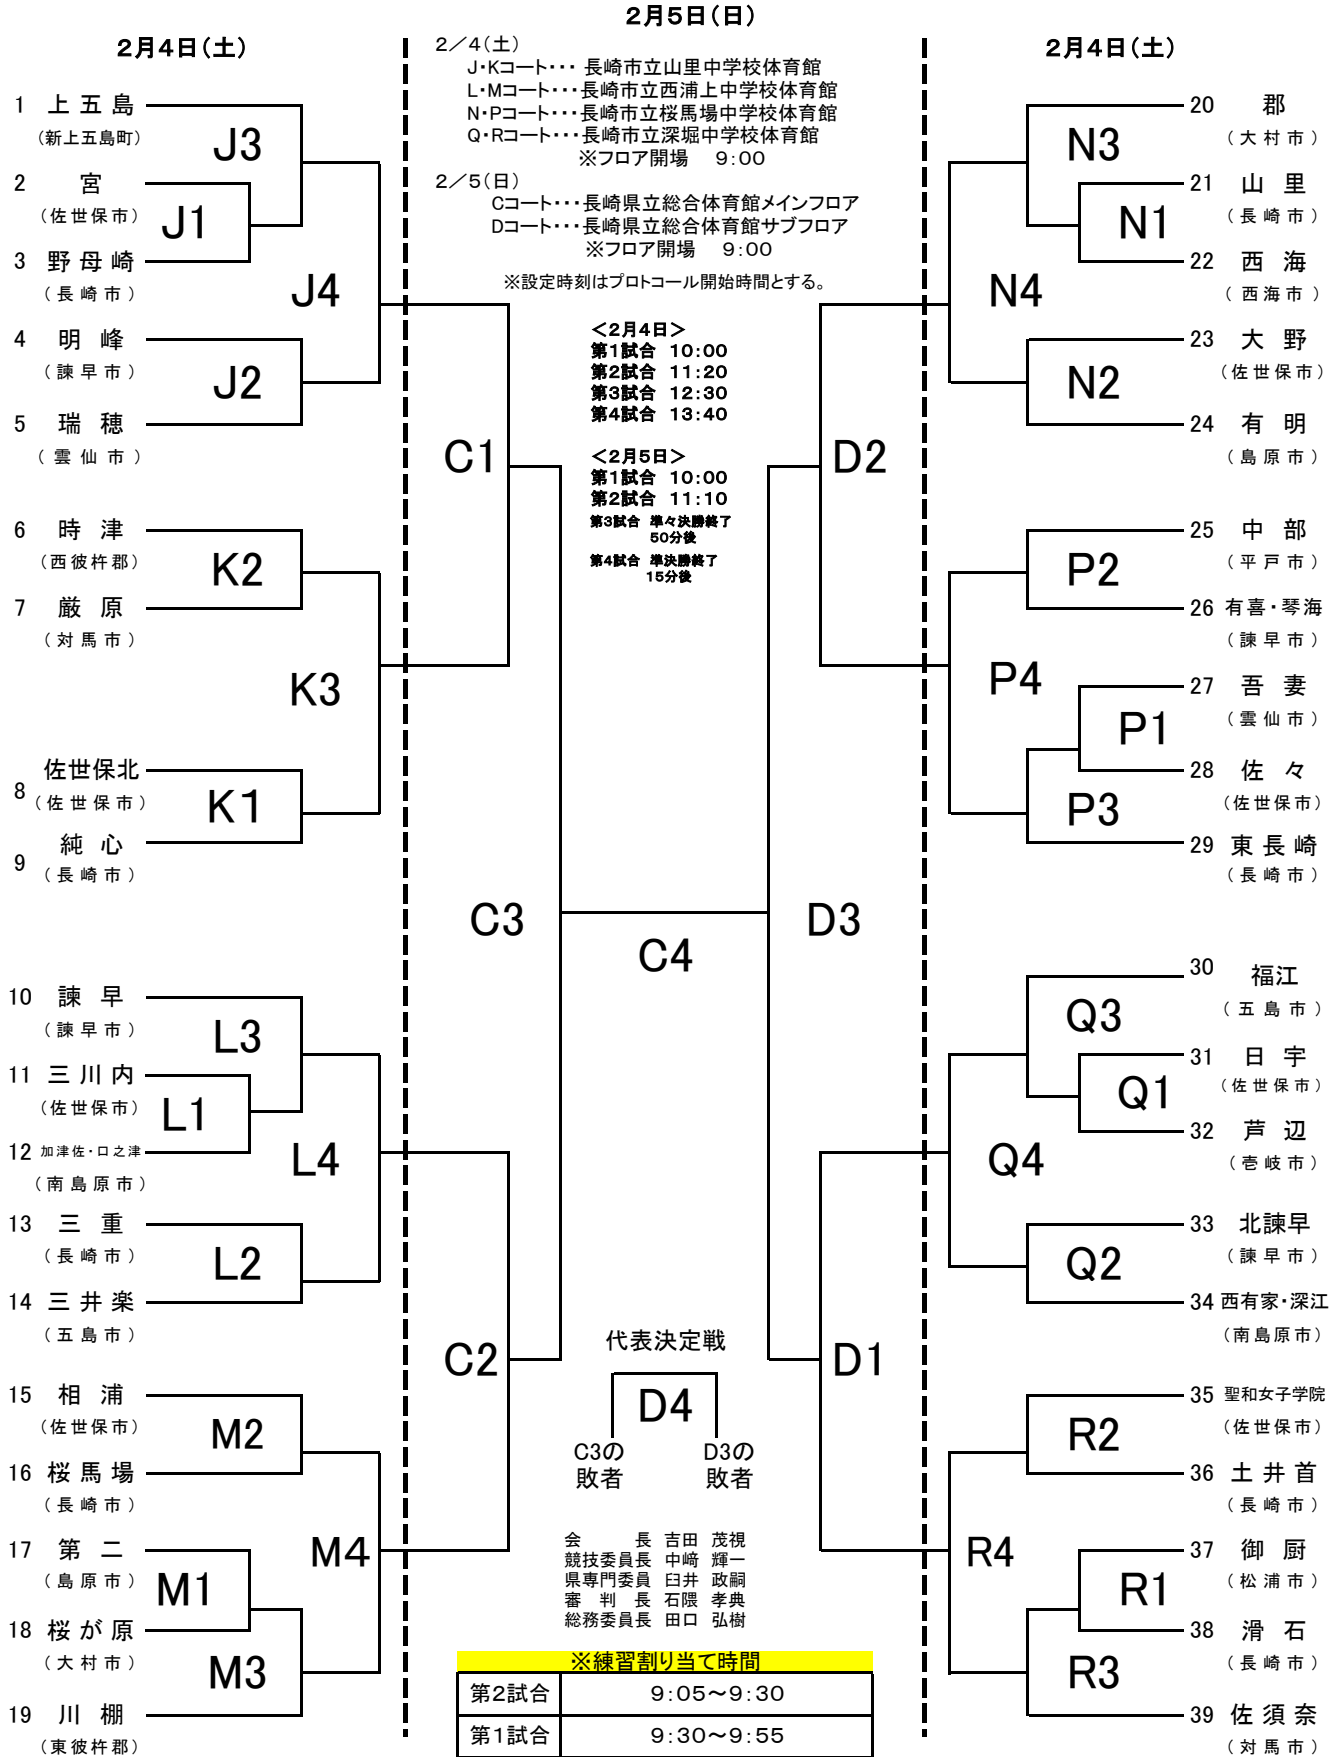 2月5日(日)
2月4日(土)
2月4日(土)
2/4(土)
J・Kコート・・・ 長崎市立山里中学校体育館
L・Mコート・・・長崎市立西浦上中学校体育館
N・Pコート・・・長崎市立桜馬場中学校体育館
Q・Rコート・・・長崎市立深堀中学校体育館
※フロア開場 9:00
2/5(日)
Cコート・・・長崎県立総合体育館メインフロア
Dコート・・・長崎県立総合体育館サブフロア
※フロア開場 9:00
※設定時刻はプロトコール開始時間とする。
<2月4日>
第1試合 10:00
第2試合 11:20
第3試合 12:30
第4試合 13:40
<2月5日>
第1試合 10:00
第2試合 11:10
第3試合 準々決勝終了
50分後
第4試合 準決勝終了
15分後
1 上五島
(新上五島町)
J3
2 宮
(佐世保市)
J1
3 野母崎
(長崎市)
J4
4 明峰
(諫早市)
J2
5 瑞穂
(雲仙市)
C1
6 時津
(西彼杵郡)
K2
7 厳原
(対馬市)
K3
8 佐世保北
(佐世保市)
K1
9 純心
(長崎市)
C3
10 諫早
(諫早市)
L3
11 三川内
(佐世保市)
L1
12 加津佐・口之津
(南島原市)
L4
13 三重
(長崎市)
L2
14 三井楽
(五島市)
C2
15 相浦
(佐世保市)
M2
16 桜馬場
(長崎市)
M4
17 第二
(島原市)
M1
18 桜が原
(大村市)
M3
19 川棚
(東彼杵郡)
C4
20 郡
(大村市)
N3
21 山里
(長崎市)
N1
22 西海
(西海市)
N4
23 大野
(佐世保市)
N2
24 有明
(島原市)
D2
25 中部
(平戸市)
P2
26 有喜・琴海
(諫早市)
P4
27 吾妻
(雲仙市)
P1
28 佐々
(佐世保市)
P3
29 東長崎
(長崎市)
D3
30 福江
(五島市)
Q3
31 日宇
(佐世保市)
Q1
32 芦辺
(壱岐市)
Q4
33 北諫早
(諫早市)
Q2
34 西有家・深江
(南島原市)
D1
35 聖和女子学院
(佐世保市)
R2
36 土井首
(長崎市)
R4
37 御厨
(松浦市)
R1
38 滑石
(長崎市)
R3
39 佐須奈
(対馬市)
代表決定戦
D4
C3の
敗者
D3の
敗者
会長 吉田 茂視
競技委員長 中﨑 輝一
県専門委員 臼井 政嗣
審判長 石隈 孝典
総務委員長 田口 弘樹
※練習割り当て時間
第2試合 9:05~9:30
第1試合 9:30~9:55